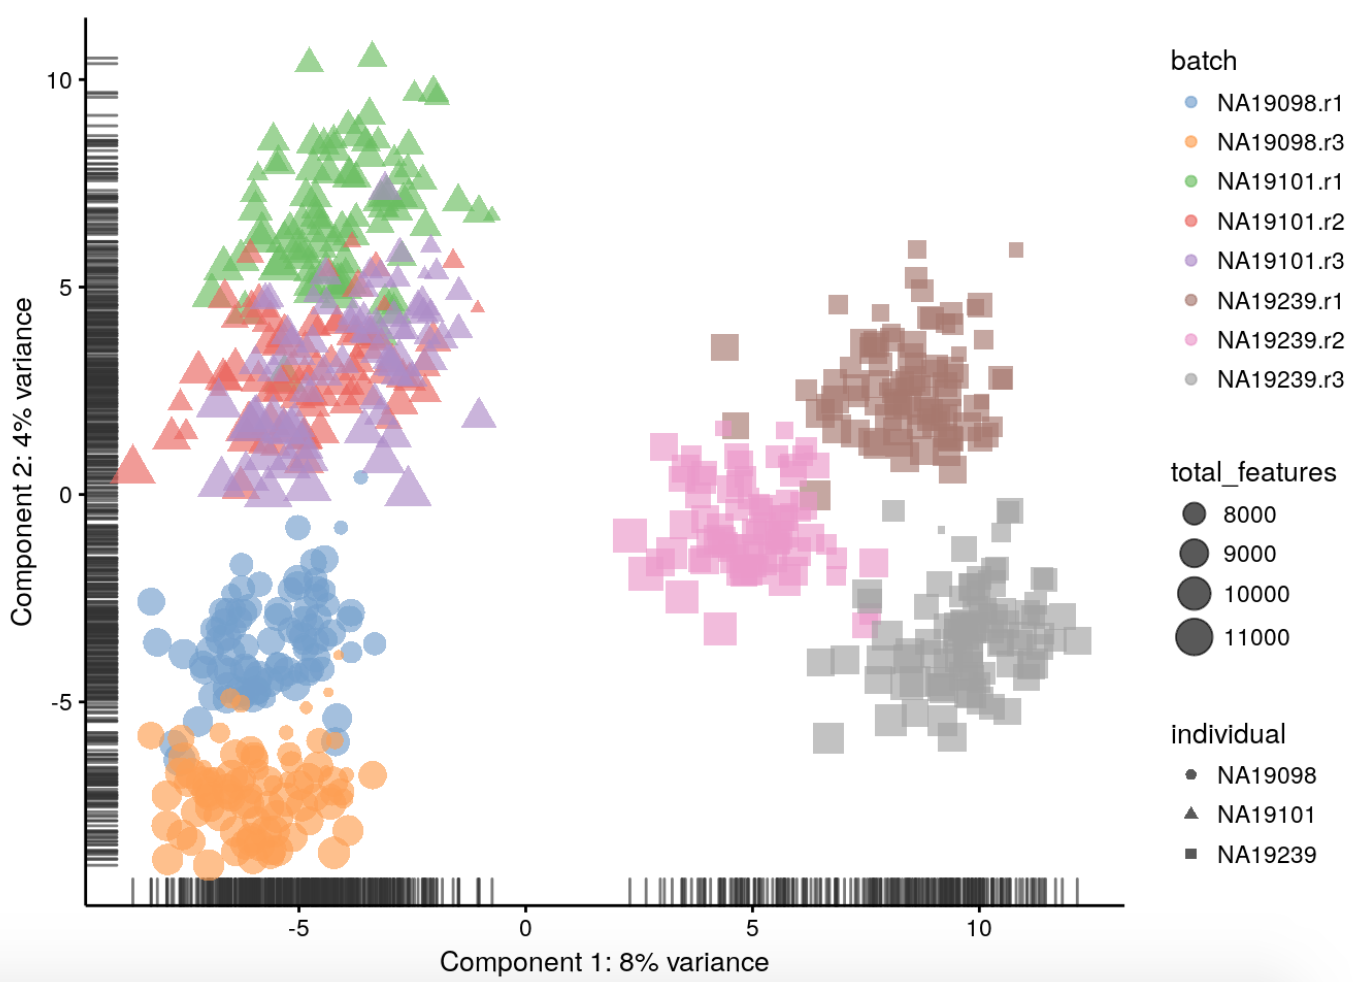 10
5
0
-5
Component 2: 4% variance
-5
0
5
10
Component 1: 8% variance
batch
NA19098.r1
NA19098.r3
NA19101.r1
NA19101.r2
NA19101.r3
NA19239.r1
NA19239.r2
NA19239.r3
total_features
8000
9000
10000
11000
individual
NA19098
NA19101
NA19239